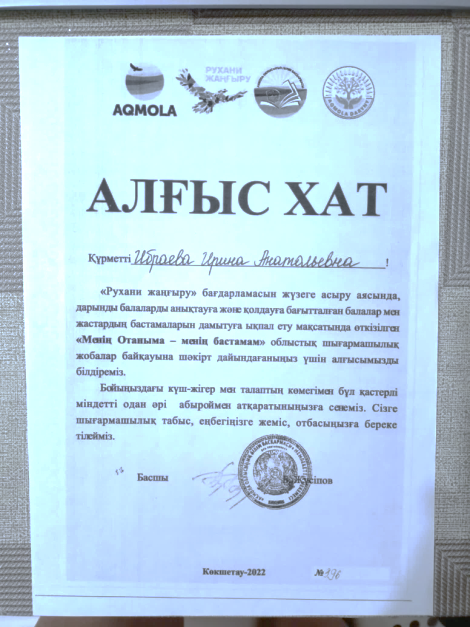 AQMOLA
РУХАНИ
ЖАҢҒЫРУ
АЛҒЫС ХАТ
Құрметті Ибраева Ирина Анатольевна !
«Рухани жаңғыру» бағдарламасын жүзеге асыру аясында,
дарынды балаларды анықтауға және қолдауға бағытталған балалар мен
жастардың бастамаларын дамытуға ықпал ету мақсатында өткізілген
«Менің Отаныма – менің бастамам» облыстық шығармашылық
жобалар байқауына шәкірт дайындағаныңыз үшін алғысымызды
білдіреміз.
Бойыңыздағы күш-жігер мен талаптың көмегімен бұл қастерлі
міндетті одан әрі абыроймен атқаратыныңызға сенеміз. Сізге
шығармашылық табыс, еңбегіңізге жеміс, отбасыңызға береке
тілейміз.
Басшы Б.Жүсіпов
Көкшетау-2022 №296